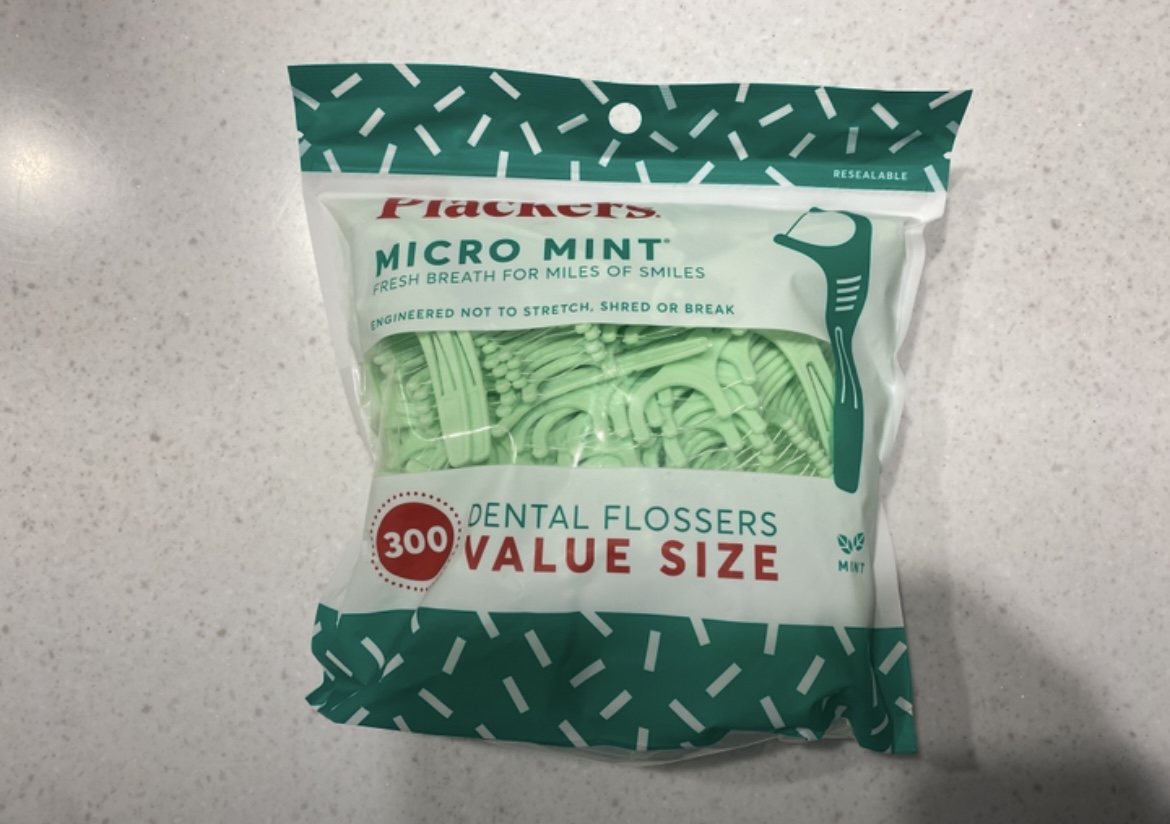 RESEALABLE
Plackers.
MICRO MINT®
FRESH BREATH FOR MILES OF SMILES
ENGINEERED NOT TO STRETCH, SHRED OR BREAK
300
DENTAL FLOSSERS
VALUE SIZE
MINT